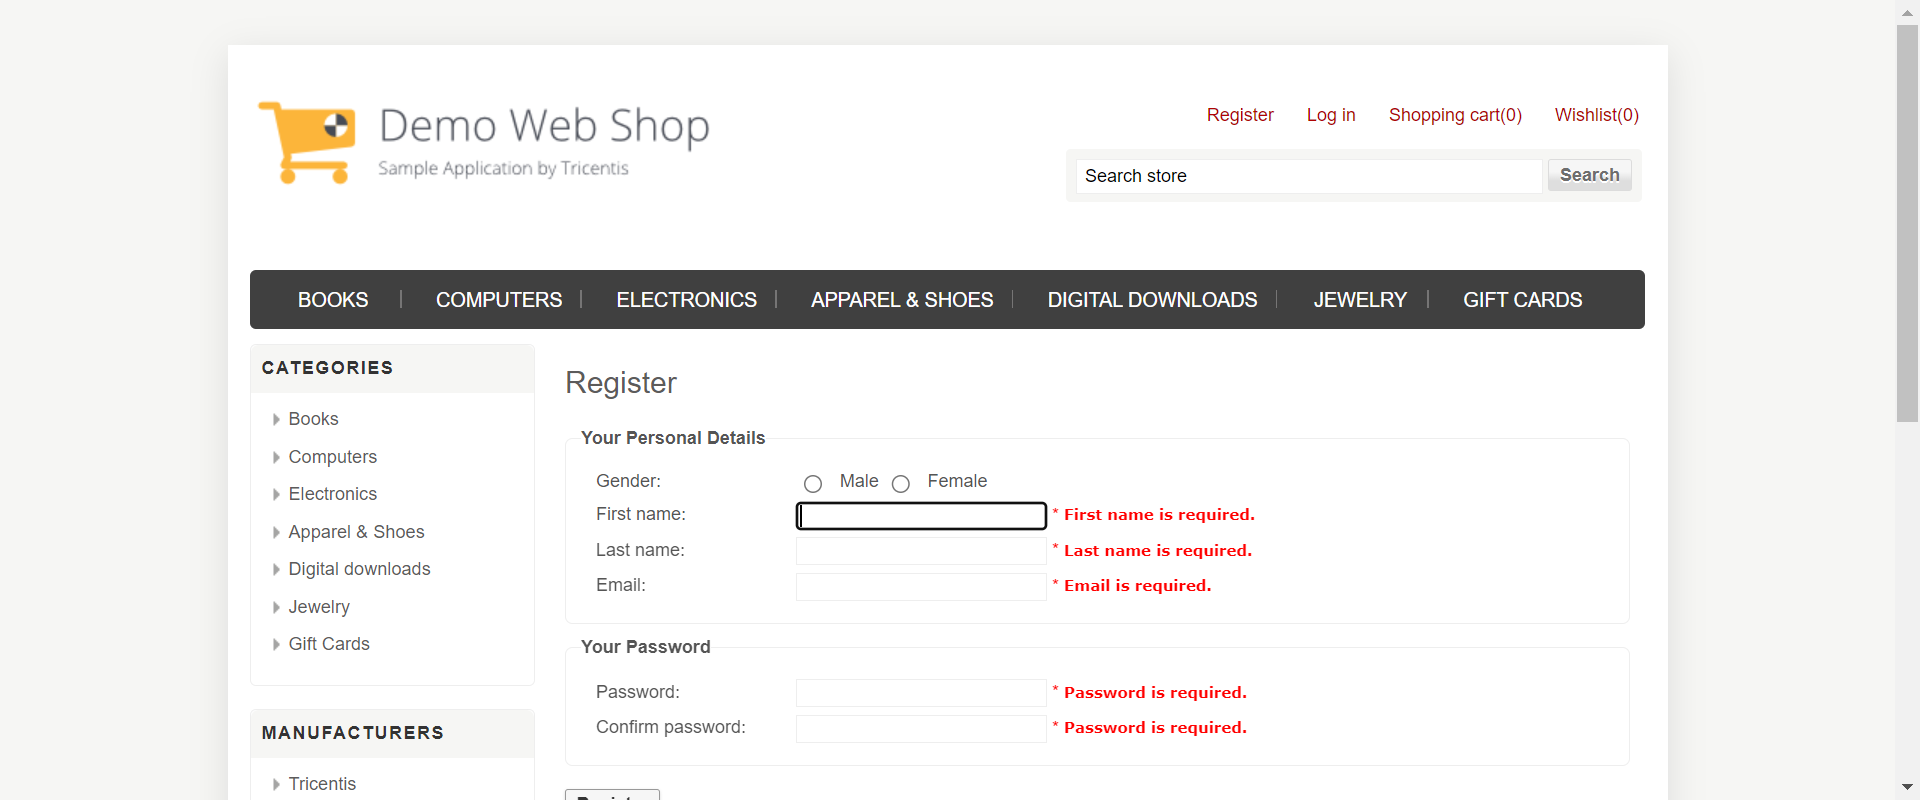 Demo Web Shop
Sample Application by Tricentis
Register Log in Shopping cart(0) Wishlist(0)
Search store Search
BOOKS COMPUTERS ELECTRONICS APPAREL & SHOES DIGITAL DOWNLOADS JEWELRY GIFT CARDS
CATEGORIES
Books
Computers
Electronics
Apparel & Shoes
Digital downloads
Jewelry
Gift Cards
MANUFACTURERS
Tricentis
Register
Your Personal Details
Gender: Male Female
First name: * First name is required.
Last name: * Last name is required.
Email: * Email is required.
Your Password
Password: * Password is required.
Confirm password: * Password is required.